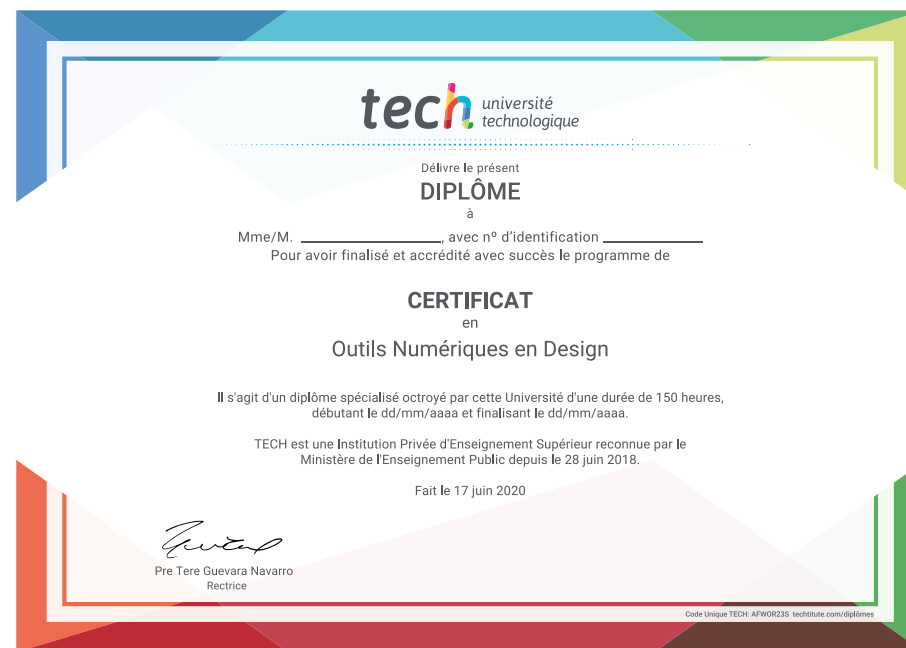 tech université
technologique
Délivre le présent
DIPLÔME
à
Mme/M. ____________________, avec nº d'identification ______________
Pour avoir finalisé et accrédité avec succès le programme de
CERTIFICAT
en
Outils Numériques en Design
Il s'agit d'un diplôme spécialisé octroyé par cette Université d'une durée de 150 heures,
débutant le dd/mm/aaaa et finalisant le dd/mm/aaaa.
TECH est une Institution Privée d'Enseignement Supérieur reconnue par le
Ministère de l'Enseignement Public depuis le 28 juin 2018.
Fait le 17 juin 2020
Pre Tere Guevara Navarro
Rectrice
Code Unique TECH: AFWOR23S techtitute.com/diplômes